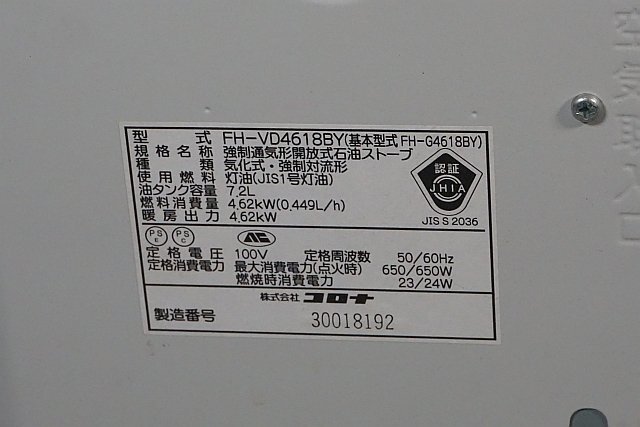 型式 FH-VD4618BY(基本型式 FH-G4618BY)
規格名称 強制通気形開放式石油ストーブ
種類 気化式・強制対流形
使用燃料 灯油(JIS1号灯油)
油タンク容量 7.2L
燃料消費量 4.62kW(0.449L/h)
暖房出力 4.62kW
認証
JHIA
JIS S 2036
PS E PS C
定格電圧 100V 定格周波数 50/60Hz
定格消費電力 最大消費電力(点火時) 650/650W
燃焼時消費電力 23/24W
株式会社 コロナ
製造番号 30018192